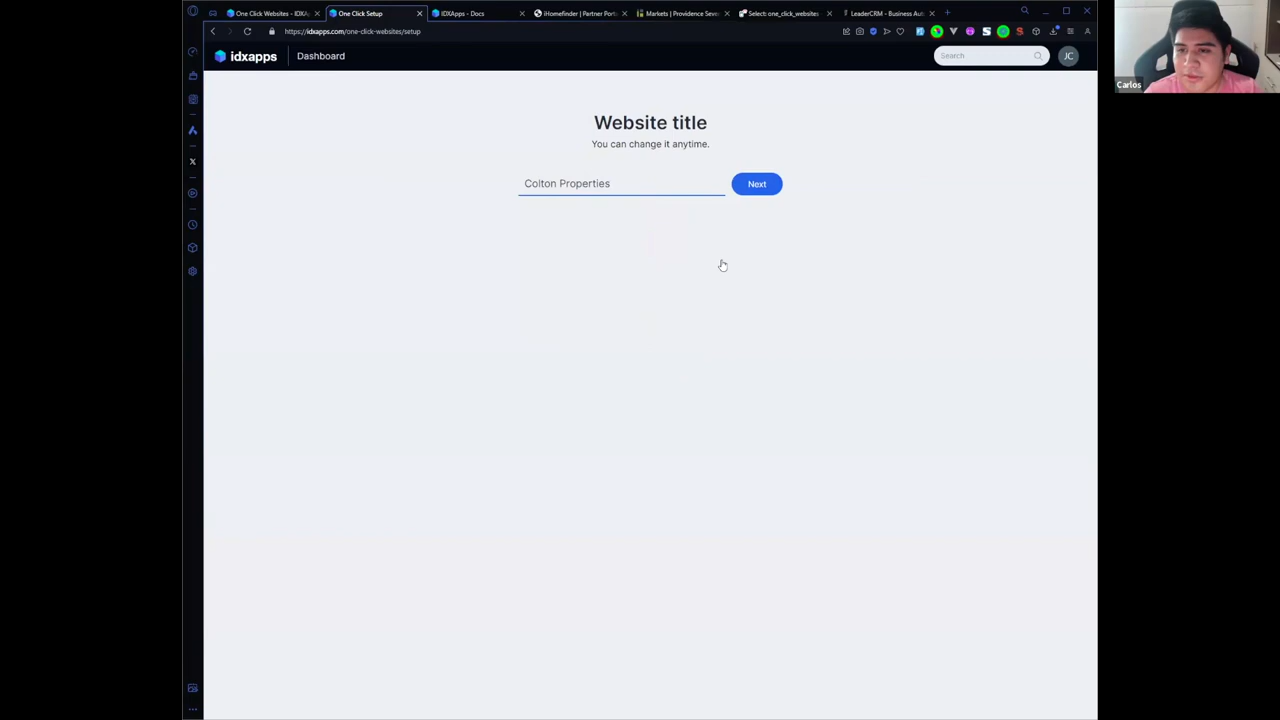 One Click Websites - IDXA
One Click Setup
IDXApps - Docs
iHomefinder | Partner Port
Markets | Providence Seve
Select: one_click_websites
LeaderCRM - Business Aut
https://idxapps.com/one-click-websites/setup
idxapps
Dashboard
Search
JC
Carlos
Website title
You can change it anytime.
Colton Properties
Next